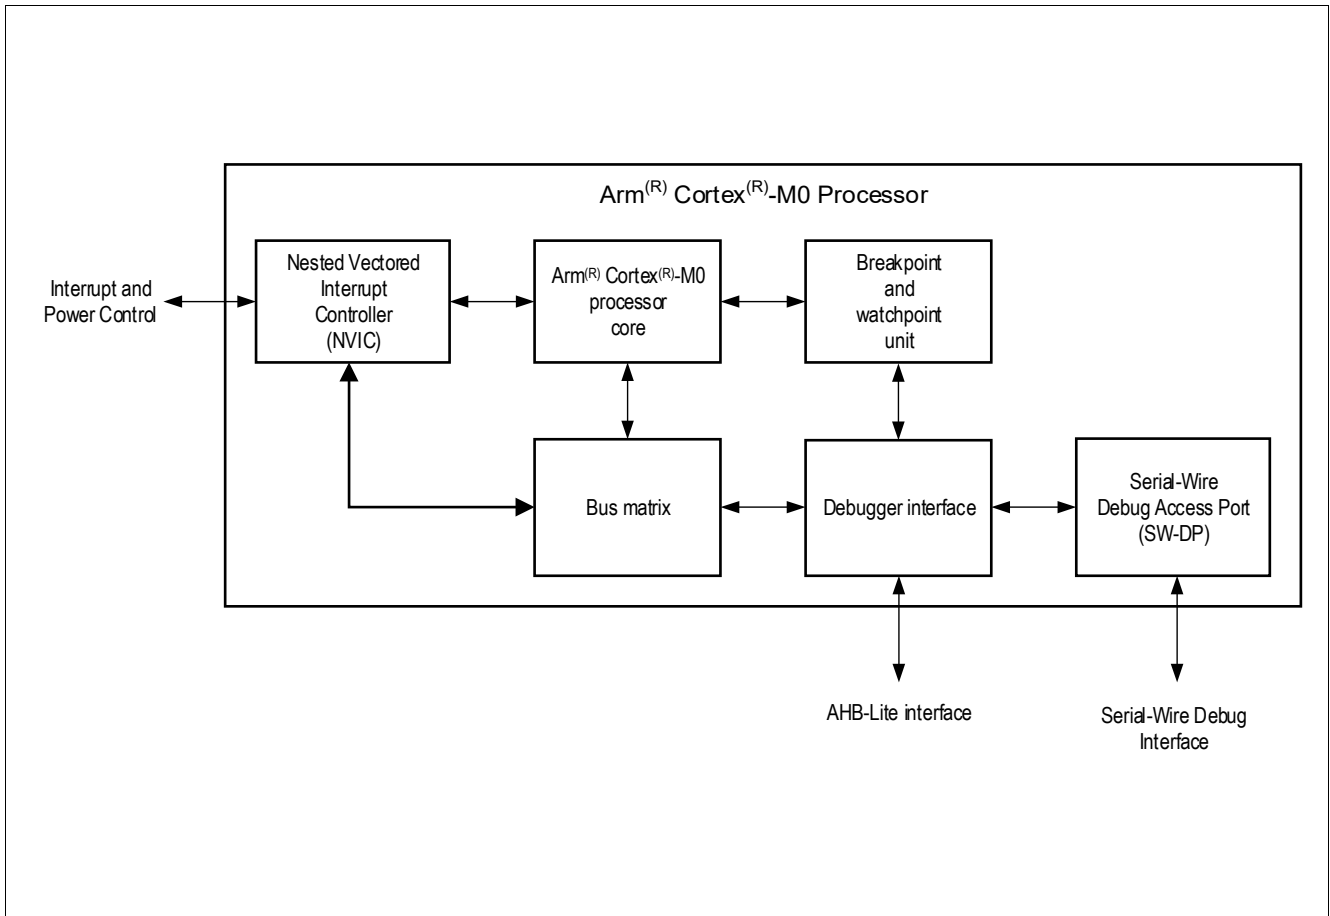 Arm(R) Cortex(R)-M0 Processor
Interrupt and
Power Control
Nested Vectored
Interrupt
Controller
(NVIC)
Arm(R) Cortex(R)-M0
processor
core
Breakpoint
and
watchpoint
unit
Bus matrix
Debugger interface
Serial-Wire
Debug Access Port
(SW-DP)
AHB-Lite interface
Serial-Wire Debug
Interface